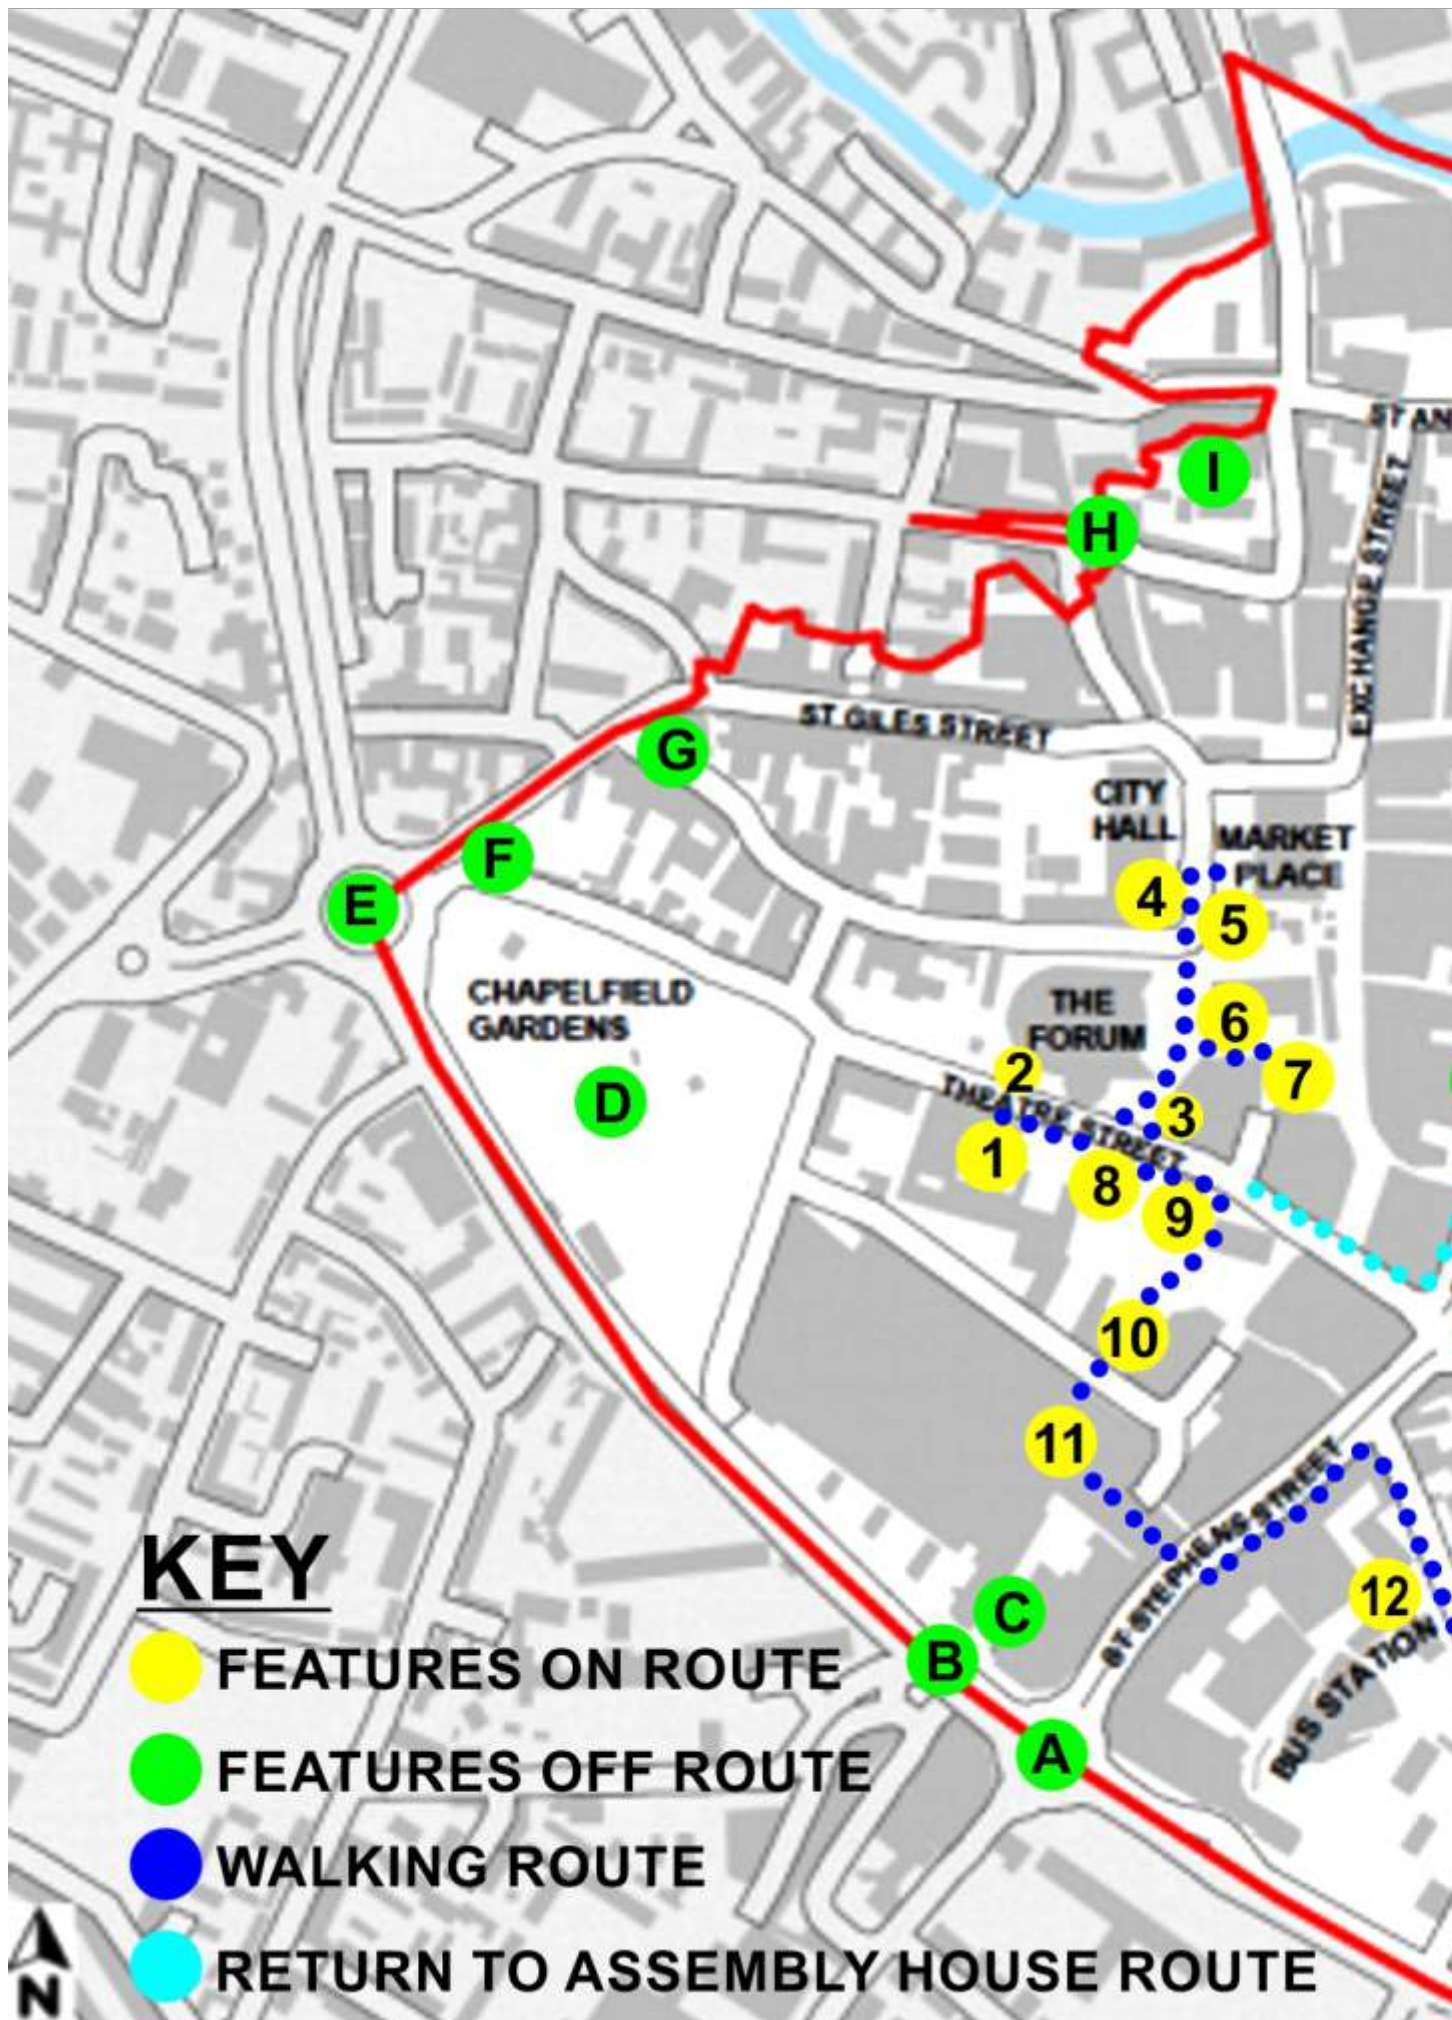 I
ST AN
H
EXCHANGE STREET
ST GILES STREET
G
CITY
HALL
MARKET
PLACE
F
4
5
E
CHAPELFIELD
GARDENS
THE
FORUM
6
7
2
D
THEATRE STREET
3
1
8
9
10
11
ST STEPHENS STREET
12
C
B
BUS STATION
A
KEY
FEATURES ON ROUTE
FEATURES OFF ROUTE
WALKING ROUTE
RETURN TO ASSEMBLY HOUSE ROUTE
N